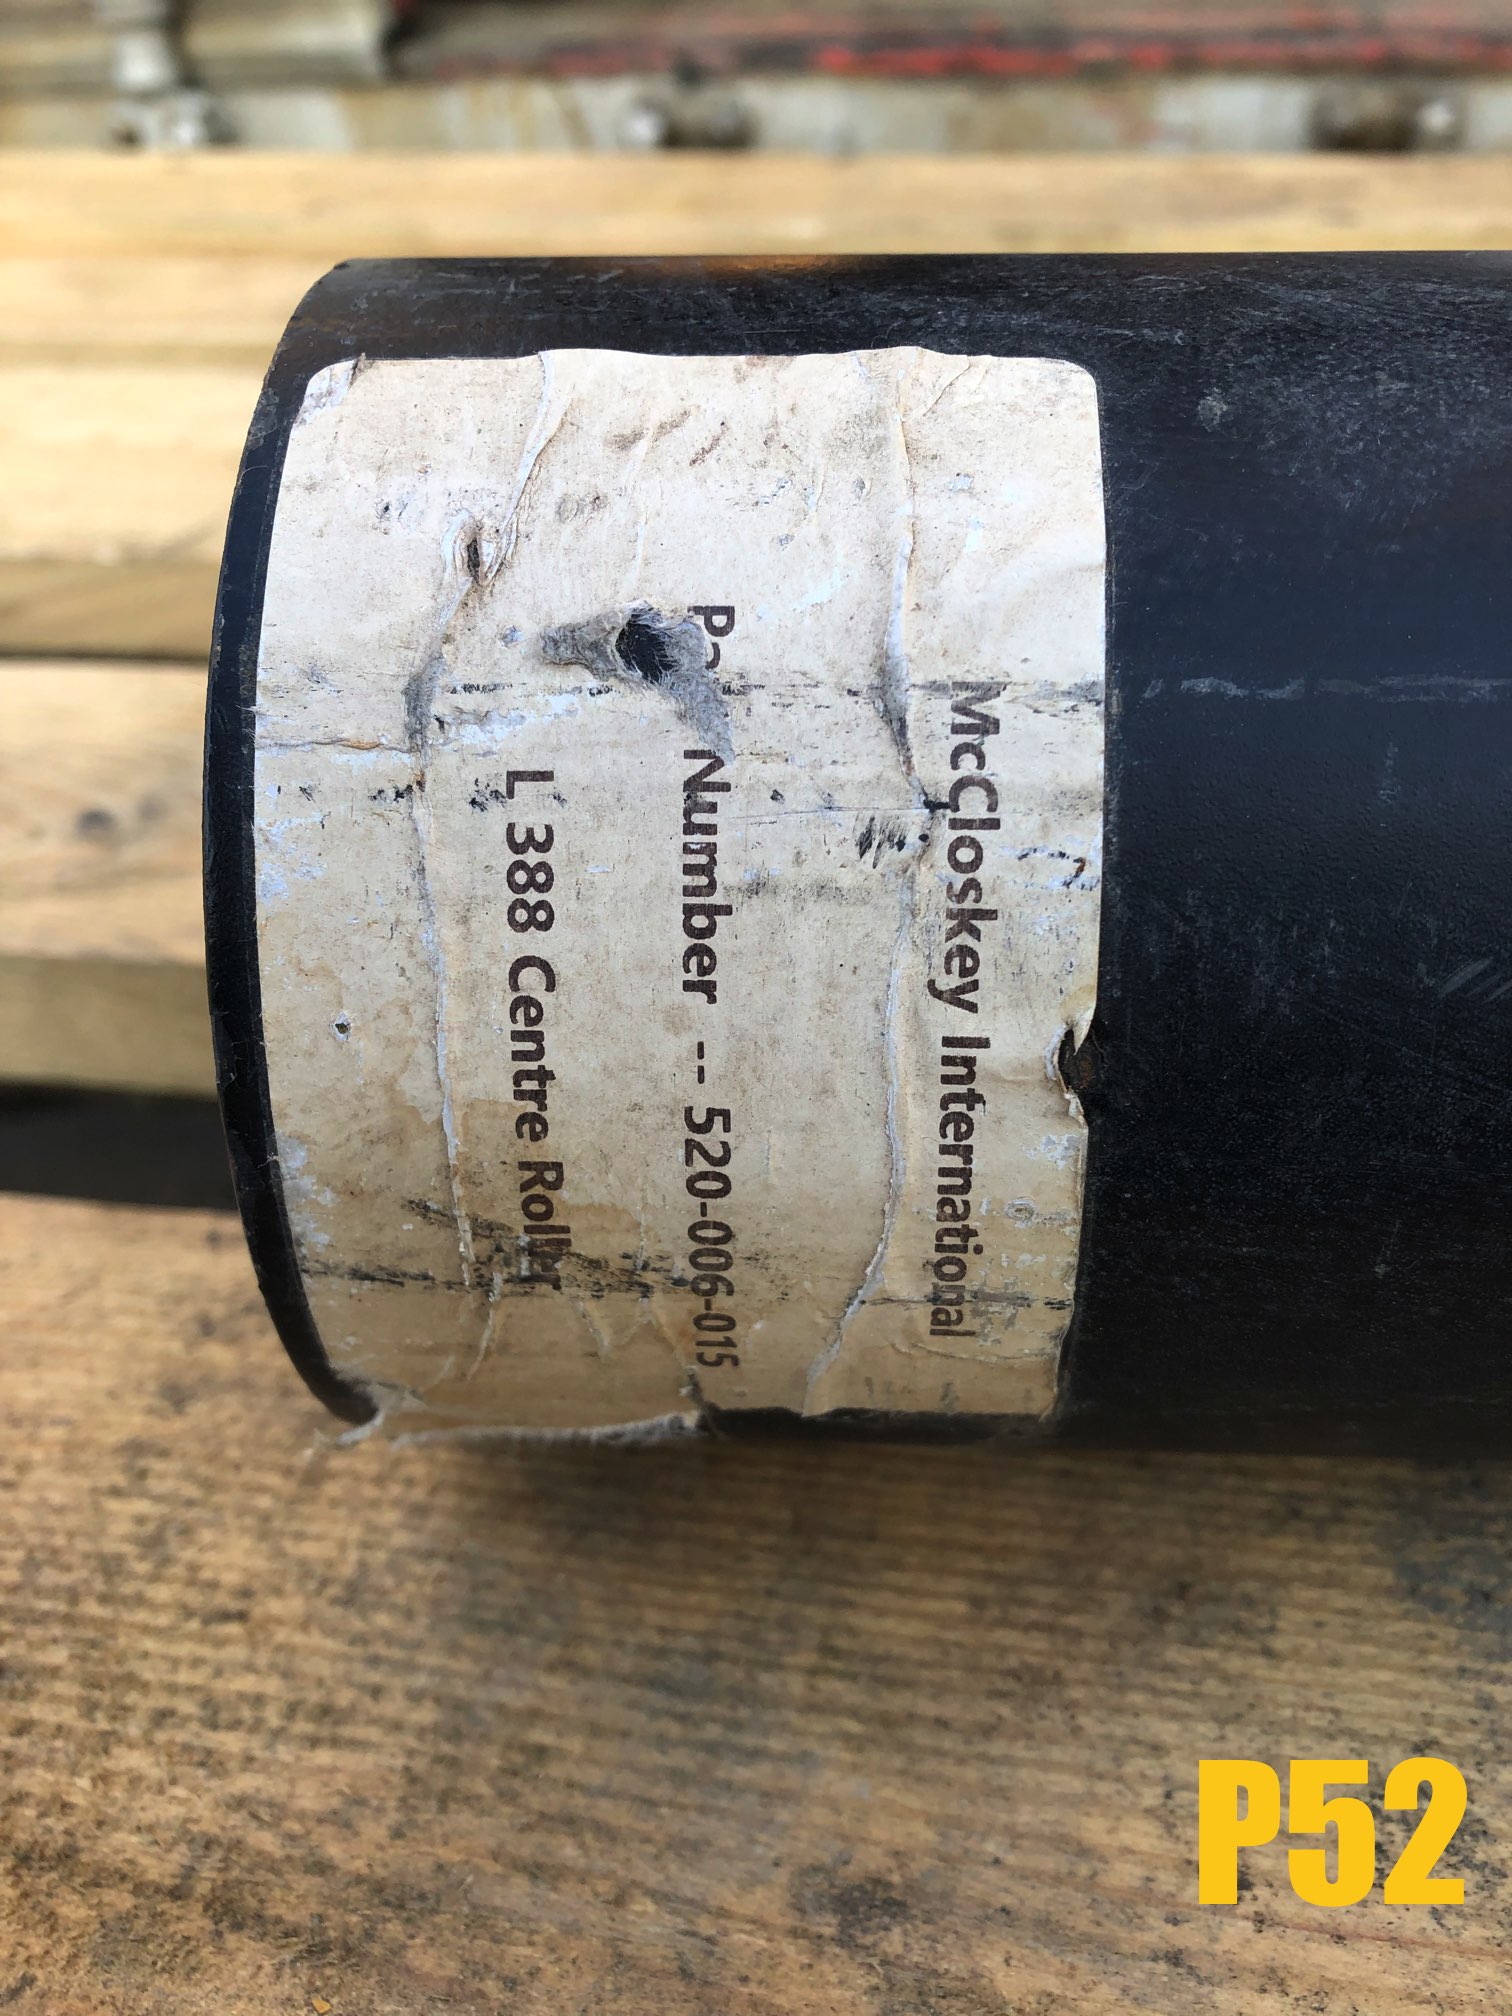 McCloskey International
Number -- 520-006-015
L 388 Centre Roller
P52